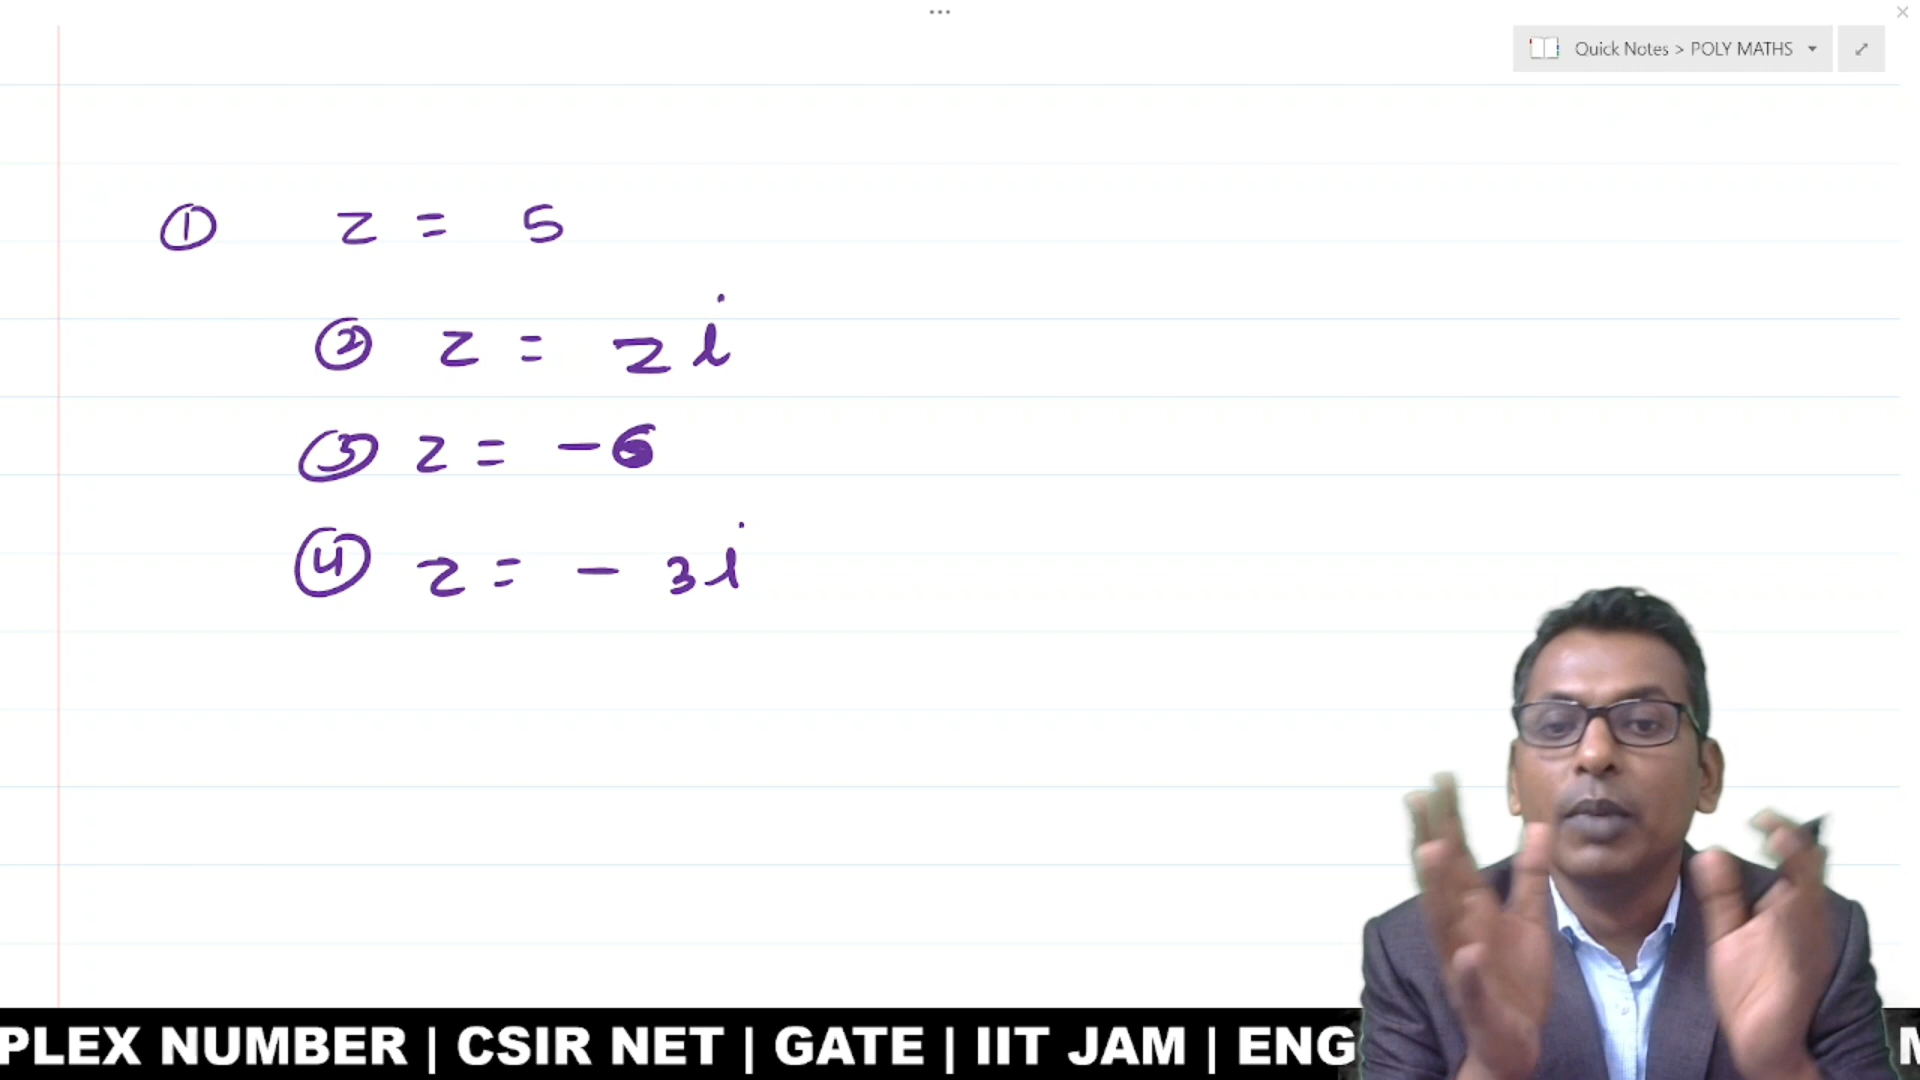 Quick Notes > POLY MATHS
① z = 5
② z = 2i
③ z = -6
④ z = - 3i
PLEX NUMBER | CSIR NET | GATE | IIT JAM | ENG